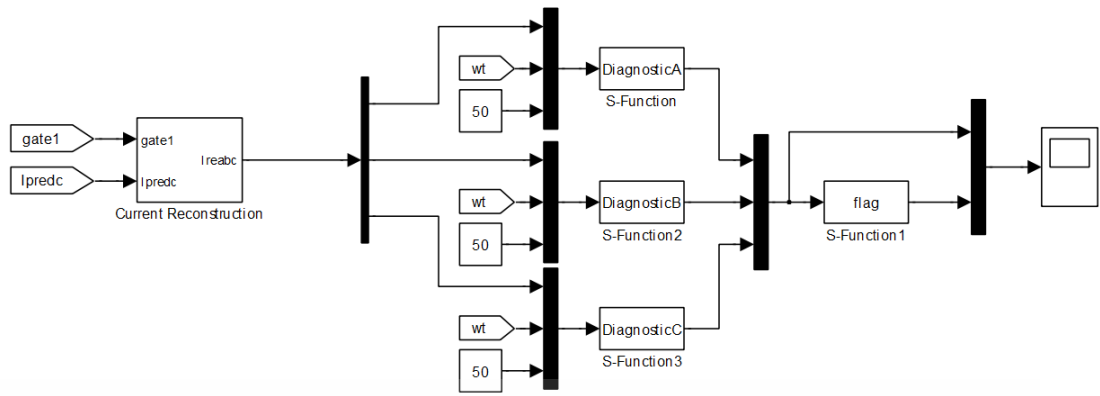 gate1
Ipredc
gate1
Ipredc
Ireabc
Current Reconstruction
wt
50
DiagnosticA
S-Function
wt
50
DiagnosticB
S-Function2
wt
50
DiagnosticC
S-Function3
flag
S-Function1